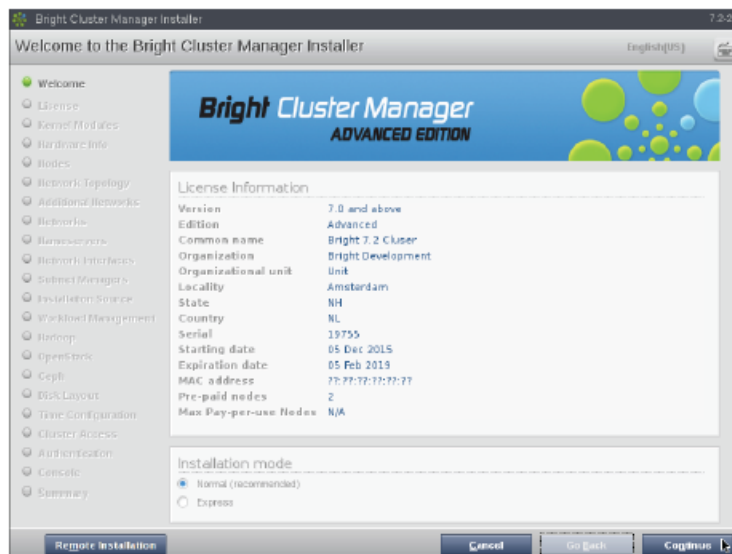 Bright Cluster Manager Installer
Welcome to the Bright Cluster Manager Installer
English(US)
Welcome
License
Kernel Modules
Hardware Info
Nodes
Network Topology
Additional Networks
Networks
Nameservers
Network Interfaces
Subnet Managers
Installation Source
Workload Management
Hadoop
OpenStack
Ceph
Disk Layout
Time Configuration
Cluster Access
Authentication
Console
Summary
Bright Cluster Manager
ADVANCED EDITION
License Information
Version 7.0 and above
Edition Advanced
Common name Bright 7.2 Cluser
Organization Bright Development
Organizational unit Unit
Locality Amsterdam
State NH
Country NL
Serial 19755
Starting date 05 Dec 2015
Expiration date 05 Feb 2019
MAC address ??:??:??:??:??:??
Pre-paid nodes 2
Max Pay-per-use Nodes N/A
Installation mode
Normal (recommended)
Express
Remote Installation
Cancel
Go Back
Continue